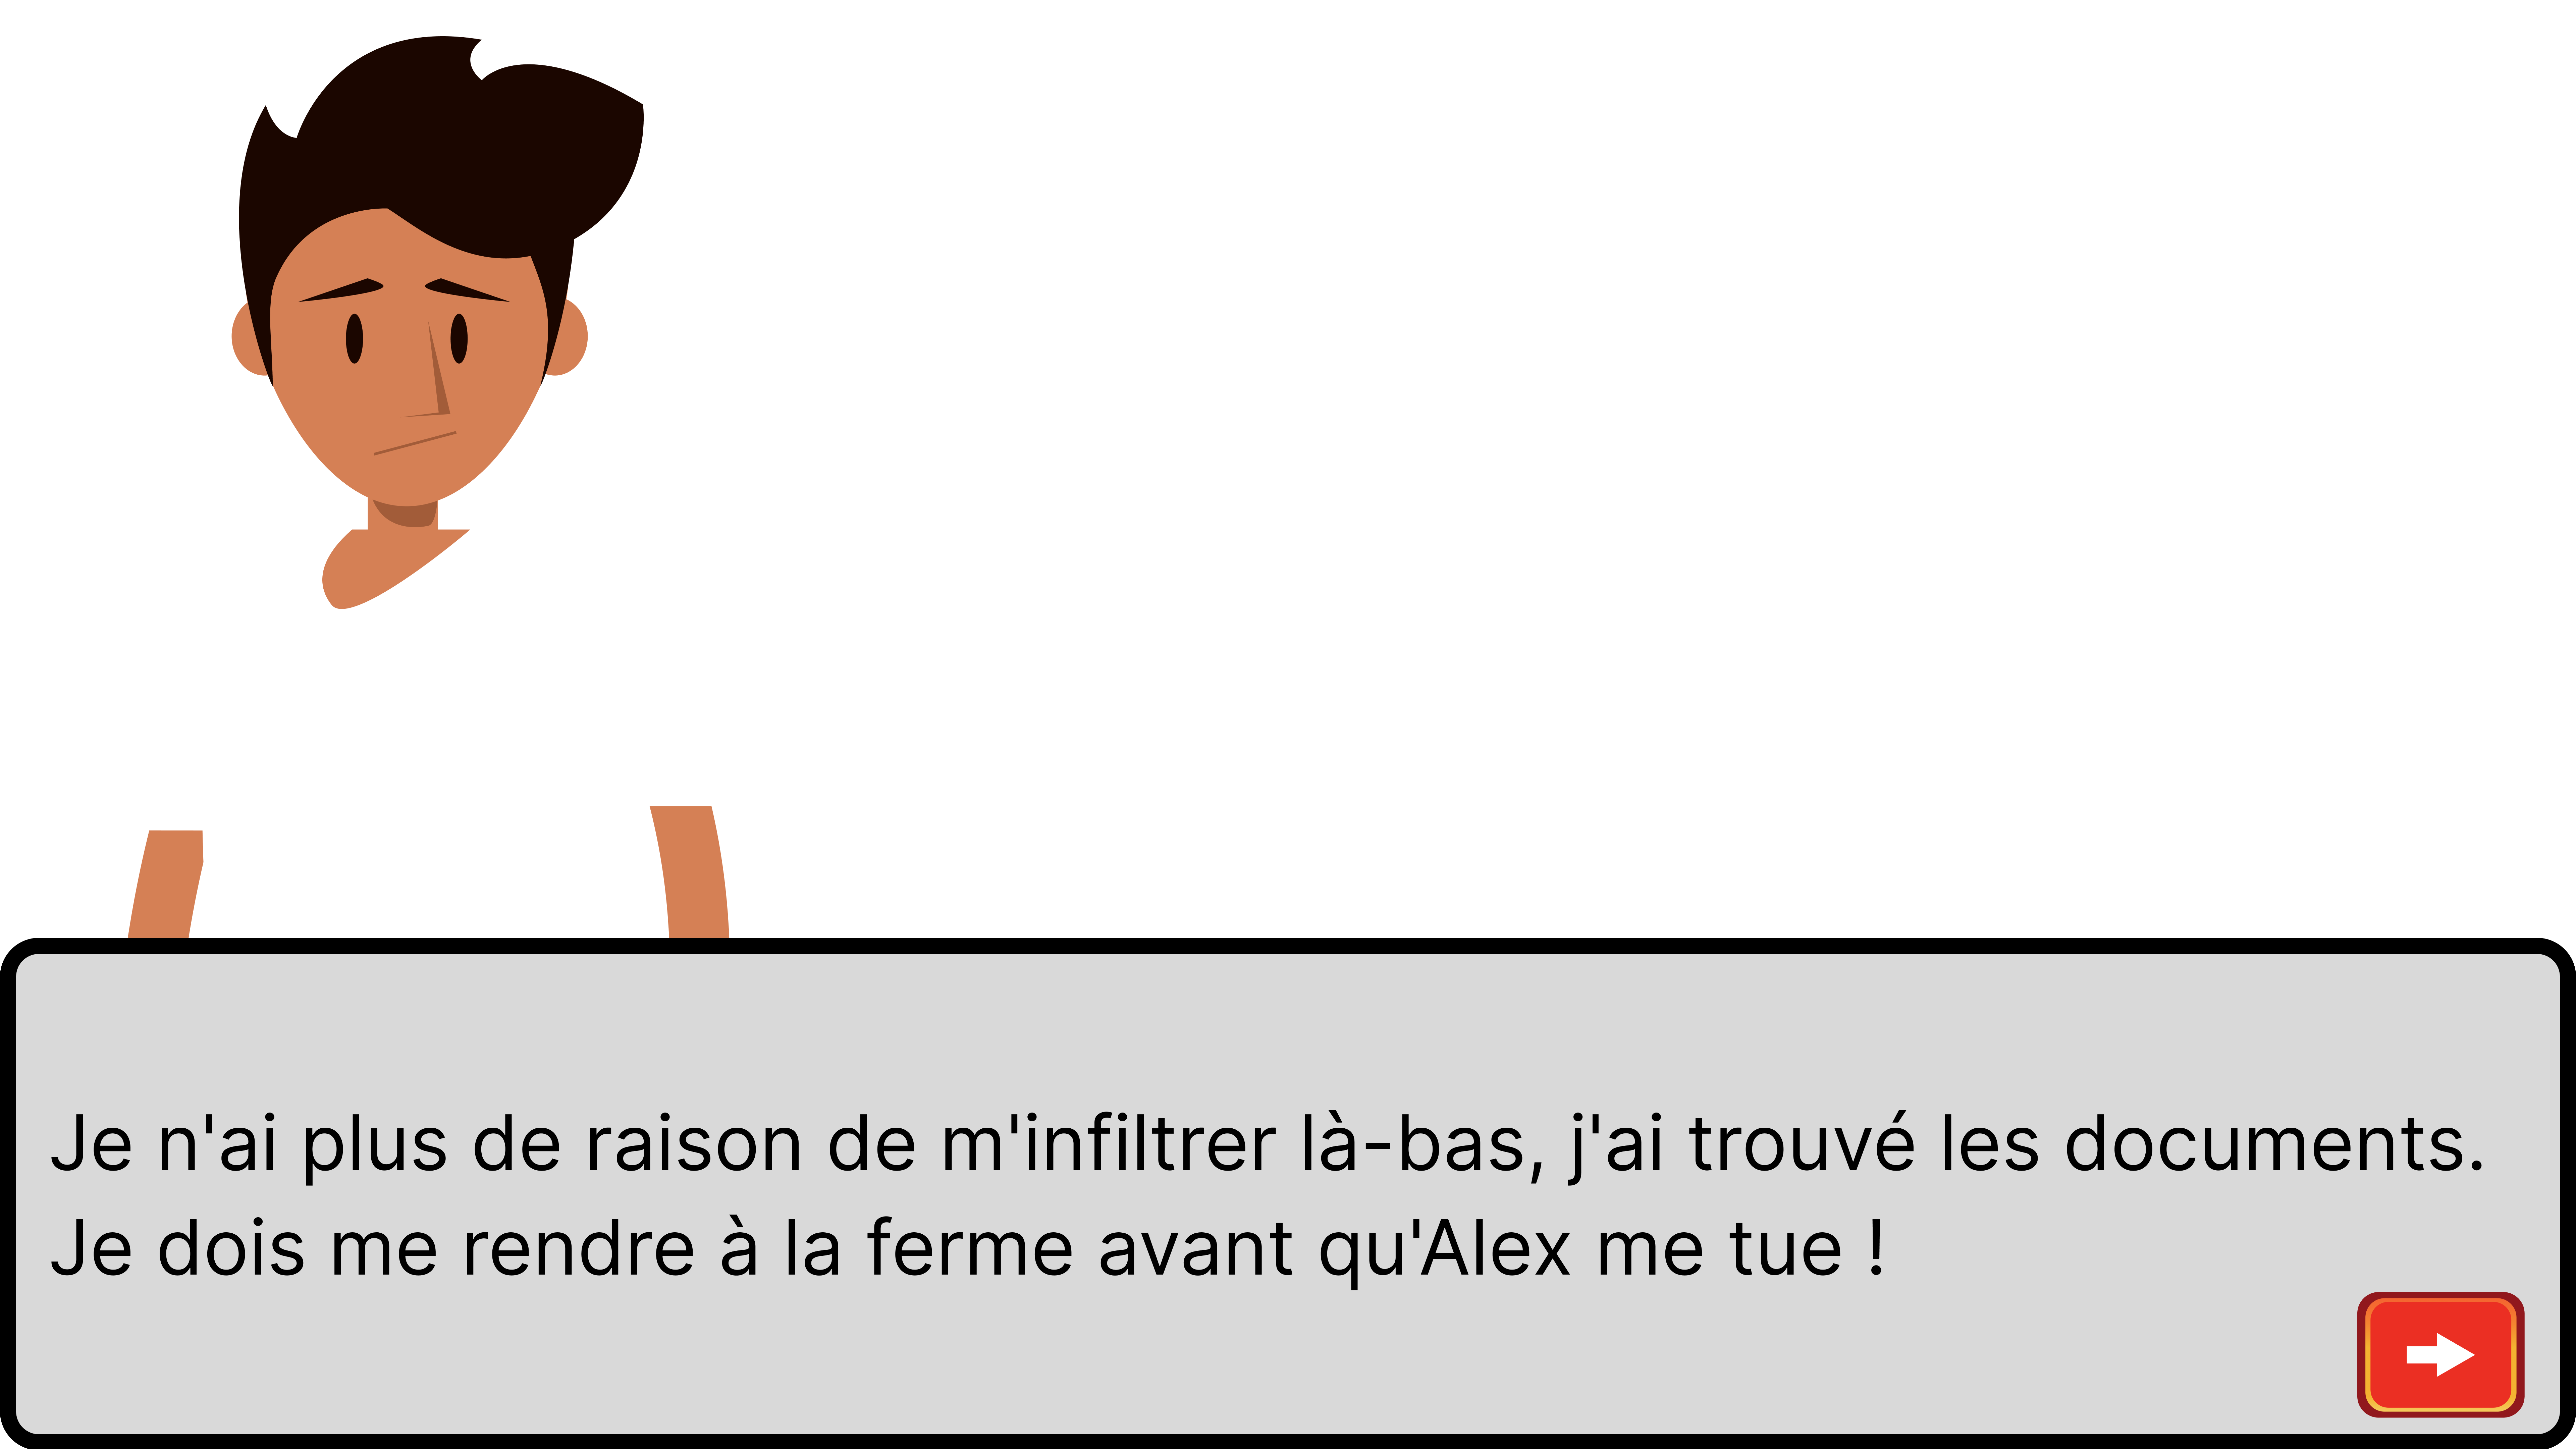 Je n'ai plus de raison de m'infiltrer là-bas, j'ai trouvé les documents.
Je dois me rendre à la ferme avant qu'Alex me tue !